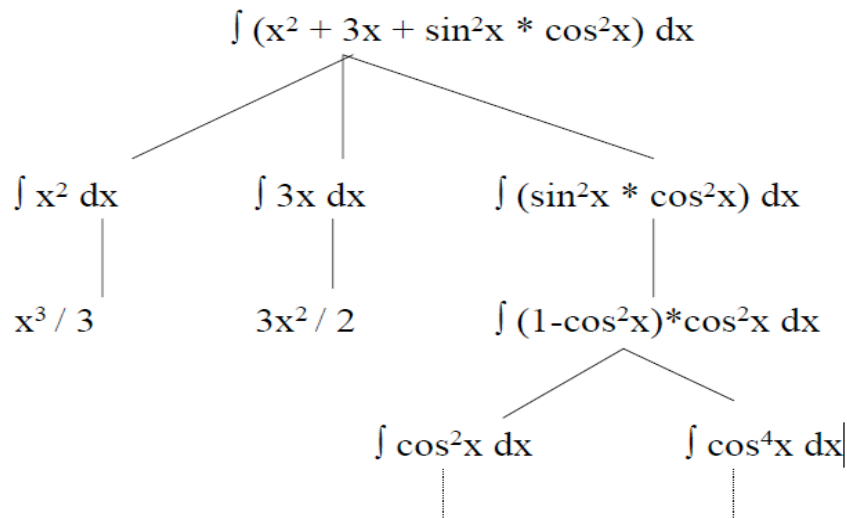 ∫ (x² + 3x + sin²x * cos²x) dx
∫ x² dx ∫ 3x dx ∫ (sin²x * cos²x) dx
x³ / 3 3x² / 2 ∫ (1-cos²x)*cos²x dx
∫ cos²x dx ∫ cos⁴x dx